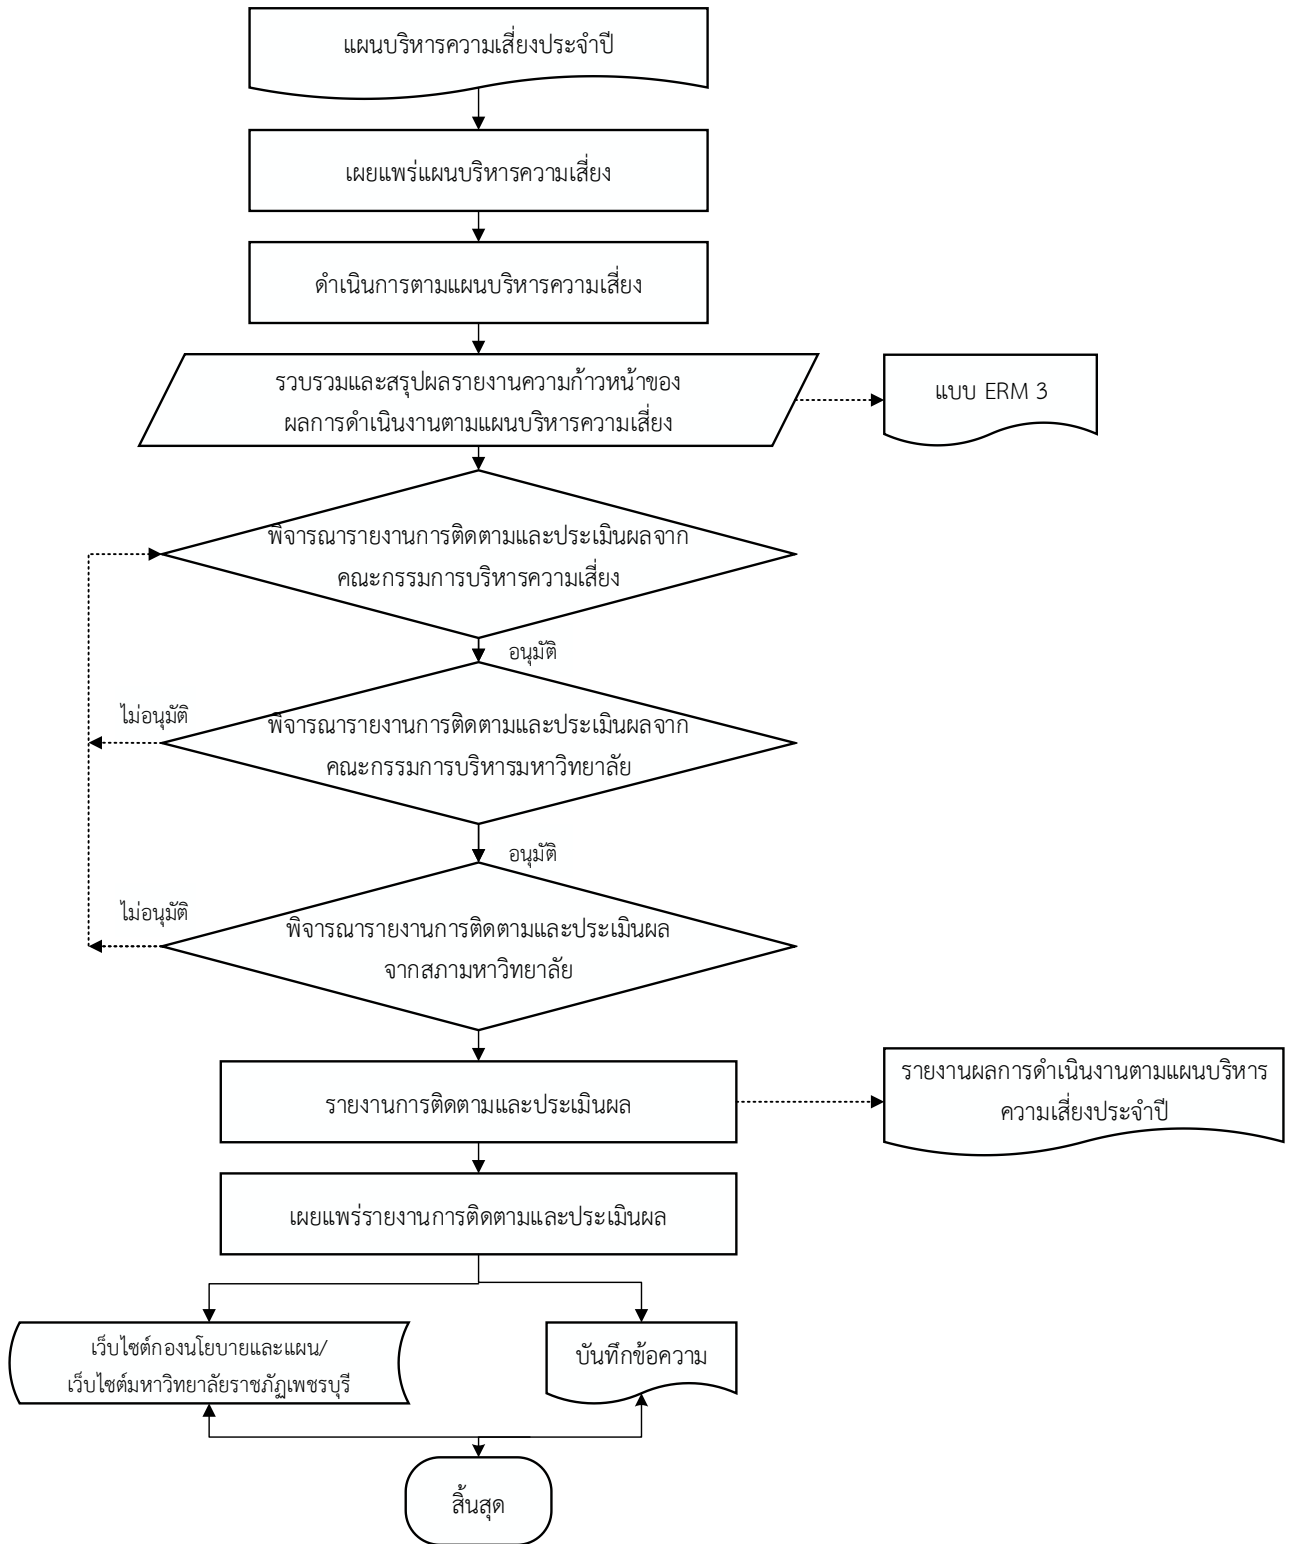 แผนบริหารความเสี่ยงประจำปี
เผยแพร่แผนบริหารความเสี่ยง
ดำเนินการตามแผนบริหารความเสี่ยง
รวบรวมและสรุปผลรายงานความก้าวหน้าของ
ผลการดำเนินงานตามแผนบริหารความเสี่ยง
แบบ ERM 3
พิจารณารายงานการติดตามและประเมินผลจาก
คณะกรรมการบริหารความเสี่ยง
อนุมัติ
ไม่อนุมัติ
พิจารณารายงานการติดตามและประเมินผลจาก
คณะกรรมการบริหารมหาวิทยาลัย
อนุมัติ
ไม่อนุมัติ
พิจารณารายงานการติดตามและประเมินผล
จากสภามหาวิทยาลัย
รายงานการติดตามและประเมินผล
รายงานผลการดำเนินงานตามแผนบริหาร
ความเสี่ยงประจำปี
เผยแพร่รายงานการติดตามและประเมินผล
เว็บไซต์กองนโยบายและแผน/
เว็บไซต์มหาวิทยาลัยราชภัฏเพชรบุรี
บันทึกข้อความ
สิ้นสุด